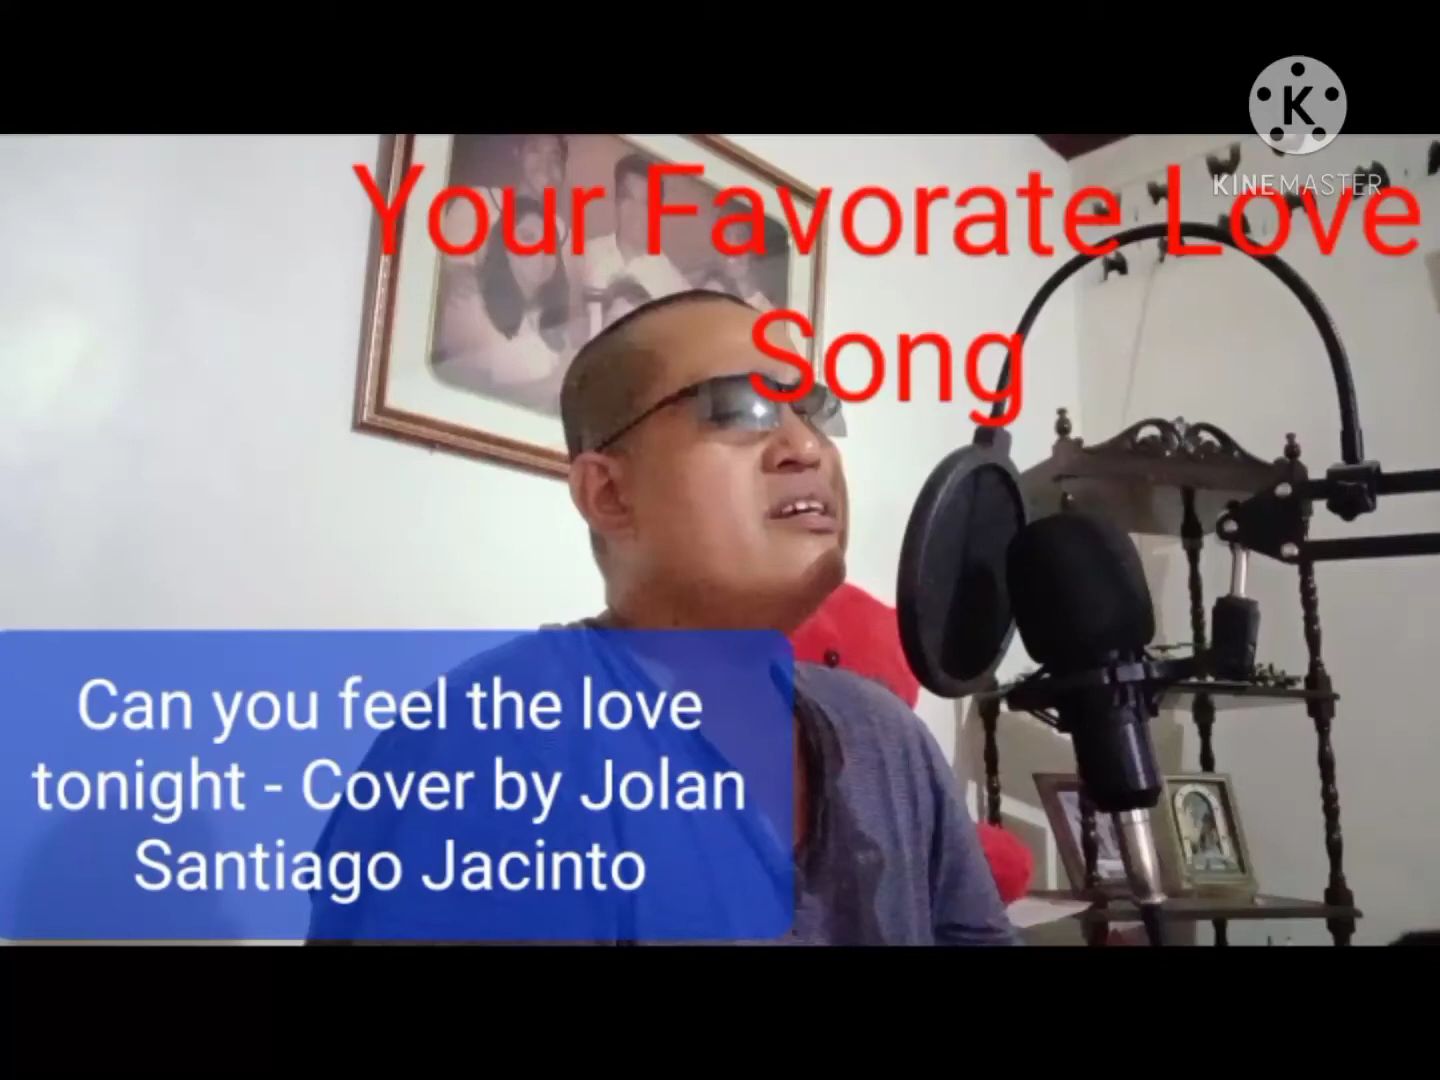 K
KINEMASTER
Your Favorate Love
Song
Can you feel the love
tonight - Cover by Jolan
Santiago Jacinto